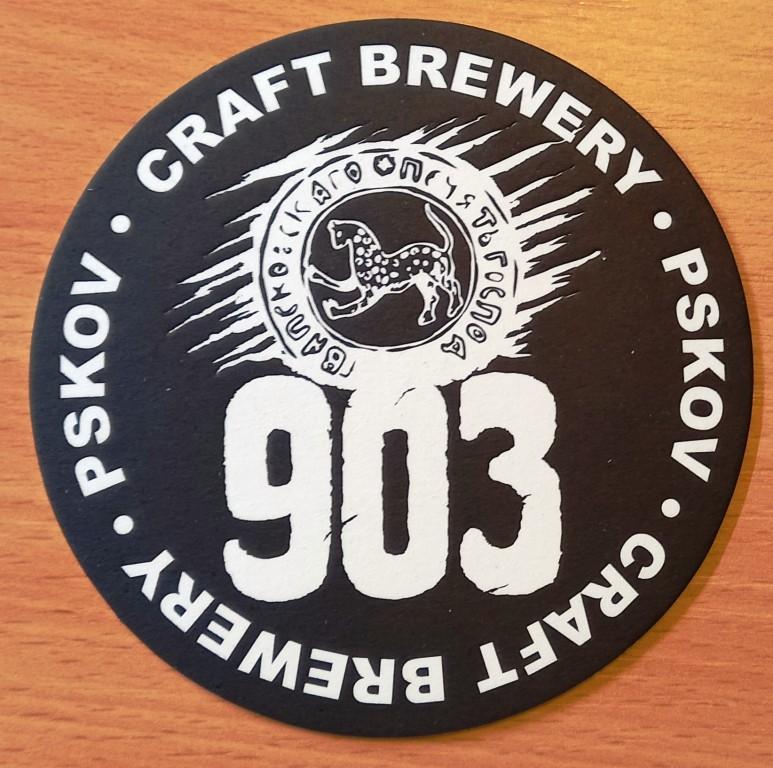 CRAFT BREWERY • PSKOV • CRAFT BREWERY • PSKOV •
903